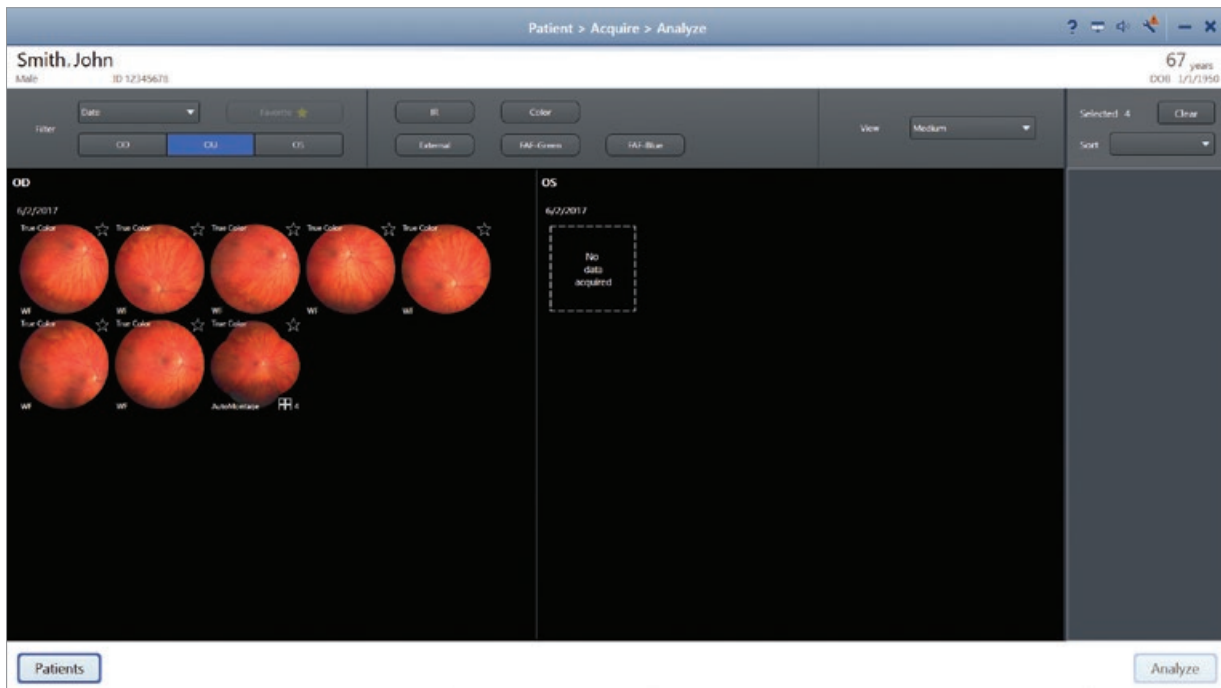 Patient > Acquire > Analyze
?
Smith, John
67 years
Male ID 12345678
DOB 1/1/1950
Date
Favorite
IR
Color
Selected 4
Clear
Filter
View
Medium
OD
OU
OS
External
FAF-Green
FAF-Blue
Sort
OD
OS
6/2/2017
6/2/2017
True Color
True Color
True Color
True Color
True Color
No
data
acquired
WF
WF
WF
WF
WF
True Color
True Color
True Color
WF
WF
AutoMontage
4
Patients
Analyze